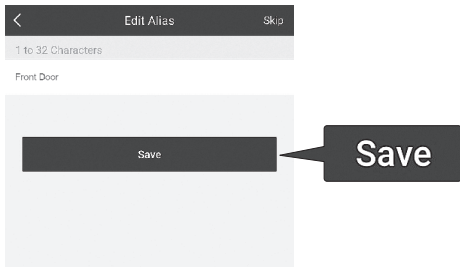 Edit Alias Skip
1 to 32 Characters
Front Door
Save
Save